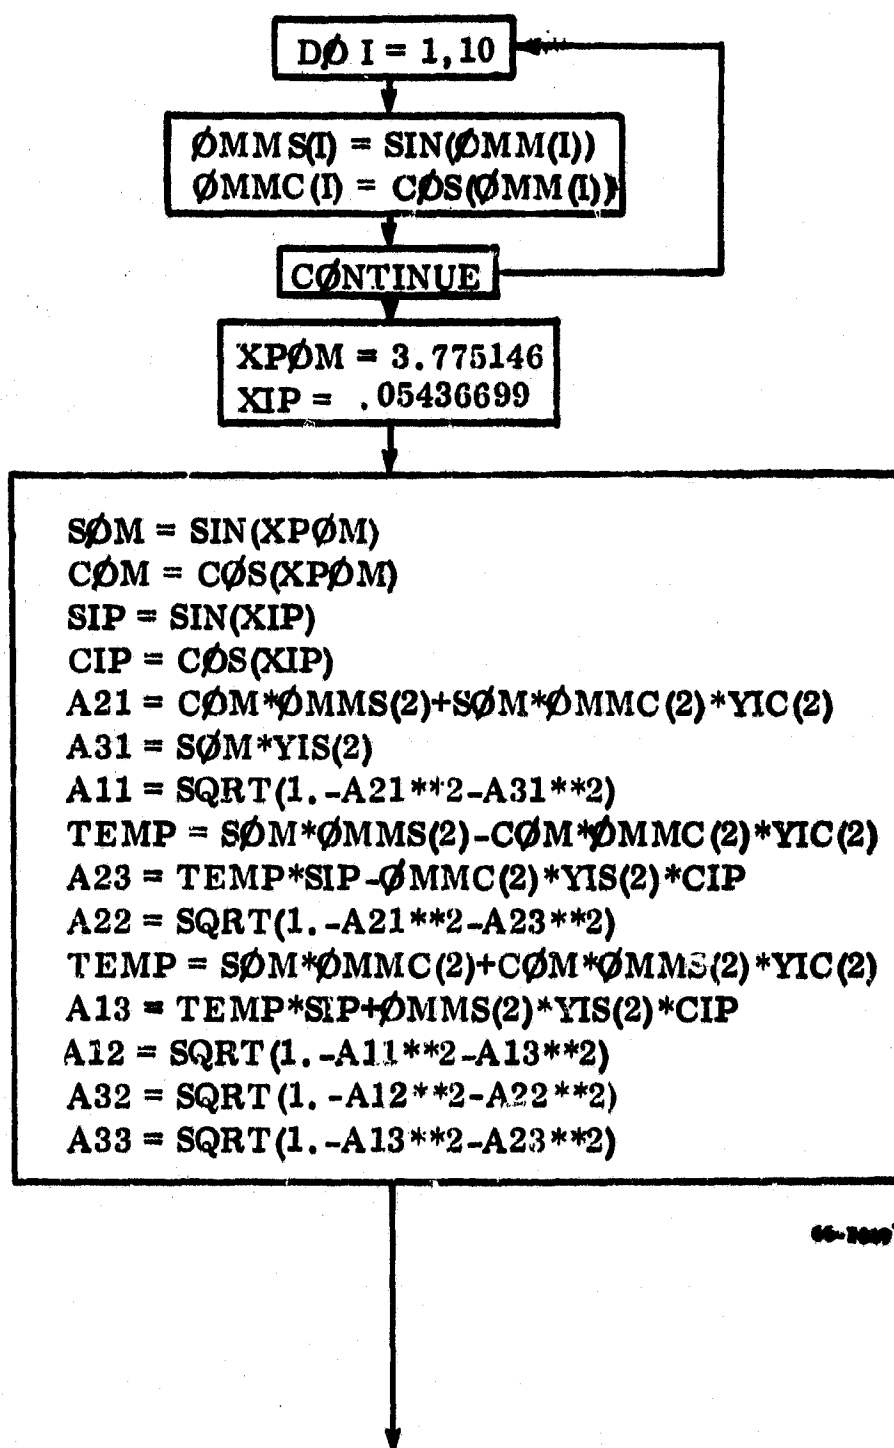 DØ I = 1,10
ØMMS(I) = SIN(ØMM(I))
ØMMC(I) = CØS(ØMM(I))
CØNTINUE
XPØM = 3.775146
XIP = .05436699
SØM = SIN(XPØM)
CØM = CØS(XPØM)
SIP = SIN(XIP)
CIP = CØS(XIP)
A21 = CØM*ØMMS(2)+SØM*ØMMC(2)*YIC(2)
A31 = SØM*YIS(2)
A11 = SQRT(1.-A21**2-A31**2)
TEMP = SØM*ØMMS(2)-CØM*ØMMC(2)*YIC(2)
A23 = TEMP*SIP-ØMMC(2)*YIS(2)*CIP
A22 = SQRT(1.-A21**2-A23**2)
TEMP = SØM*ØMMC(2)+CØM*ØMMS(2)*YIC(2)
A13 = TEMP*SIP+ØMMS(2)*YIS(2)*CIP
A12 = SQRT(1.-A11**2-A13**2)
A32 = SQRT(1.-A12**2-A22**2)
A33 = SQRT(1.-A13**2-A23**2)